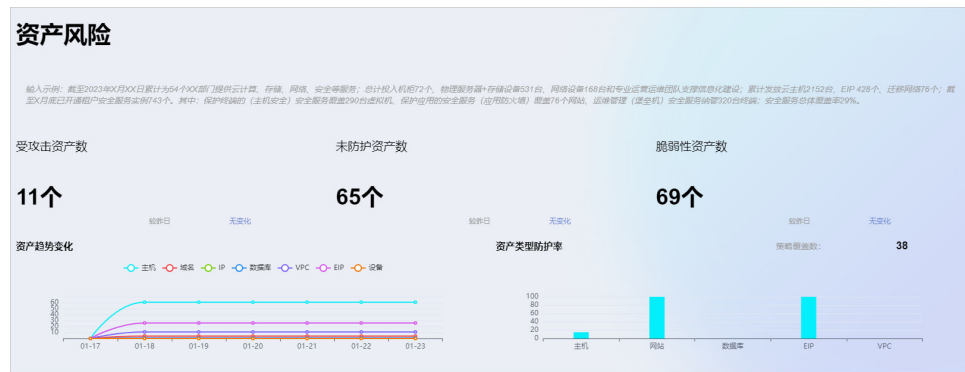 资产风险
输入示例：截至2023年X月XX日累计为54个XX部门提供云计算、存储、网络、安全等服务；总计投入机柜72个、物理服务器+存储设备531台、网络设备168台和专业运营运维团队支撑信息化建设；累计发放云主机2152台、EIP 428个、迁移网络76个；截
至X月底已开通租户安全服务实例743个。其中：保护终端的（主机安全）安全服务覆盖290台虚拟机、保护应用的安全服务（应用防火墙）覆盖76个网站、运维管理（堡垒机）安全服务纳管320台终端；安全服务总体覆盖率29%。
受攻击资产数 未防护资产数 脆弱性资产数
11个 65个 69个
较昨日 无变化 较昨日 无变化 较昨日 无变化
资产趋势变化 资产类型防护率 策略覆盖数： 38
主机 域名 IP 数据库 VPC EIP 设备
60
50
40
30
20
10
01-17 01-18 01-19 01-20 01-21 01-22 01-23
100
80
60
40
20
0
主机 网站 数据库 EIP VPC